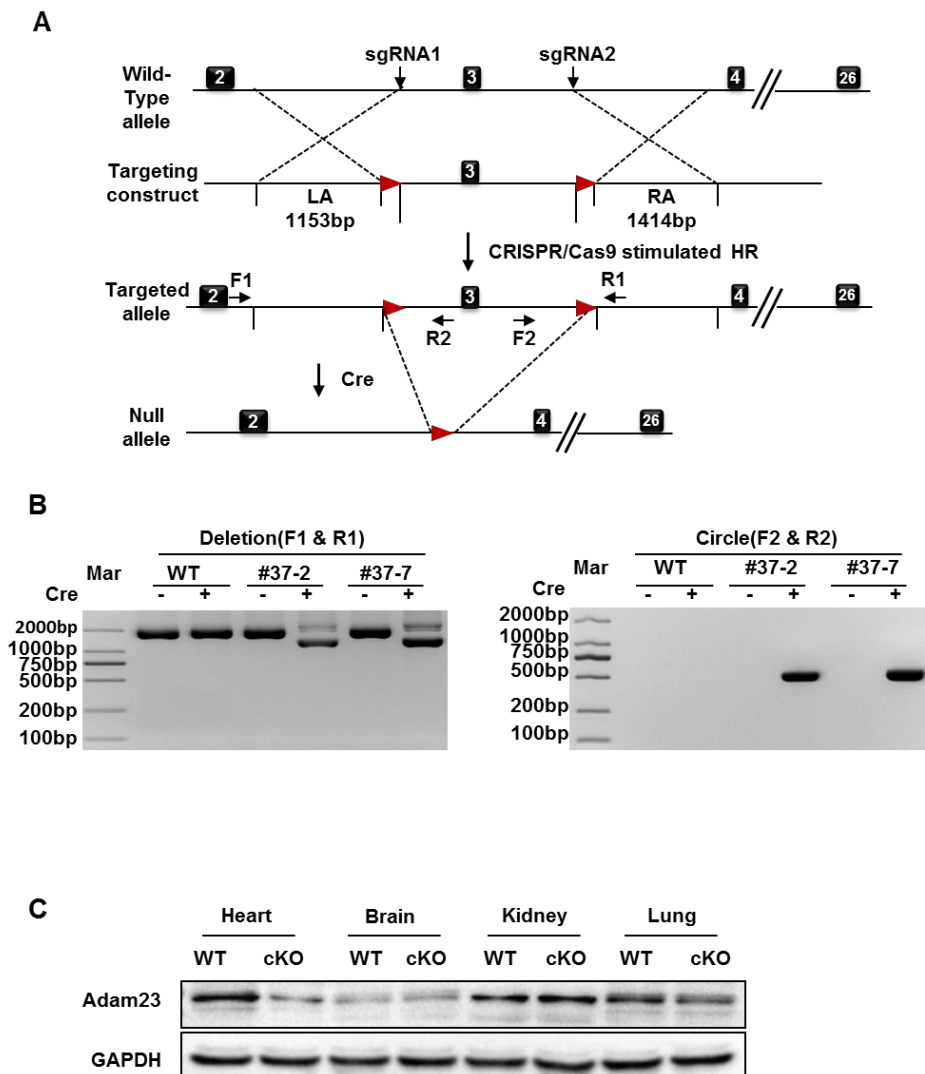 A
sgRNA1 sgRNA2
Wild-
Type
allele
2 3 4 26
Targeting
construct
3
LA
1153bp
RA
1414bp
CRISPR/Cas9 stimulated HR
Targeted
allele
F1 R1
2 3 4 26
R2 F2
Cre
Null
allele
2 4 26
B
Deletion(F1 & R1)
Mar WT #37-2 #37-7
Cre - + - + - +
2000bp
1000bp
750bp
500bp
200bp
100bp
Circle(F2 & R2)
Mar WT #37-2 #37-7
Cre - + - + - +
2000bp
1000bp
750bp
500bp
200bp
100bp
C
Heart Brain Kidney Lung
WT cKO WT cKO WT cKO WT cKO
Adam23
GAPDH